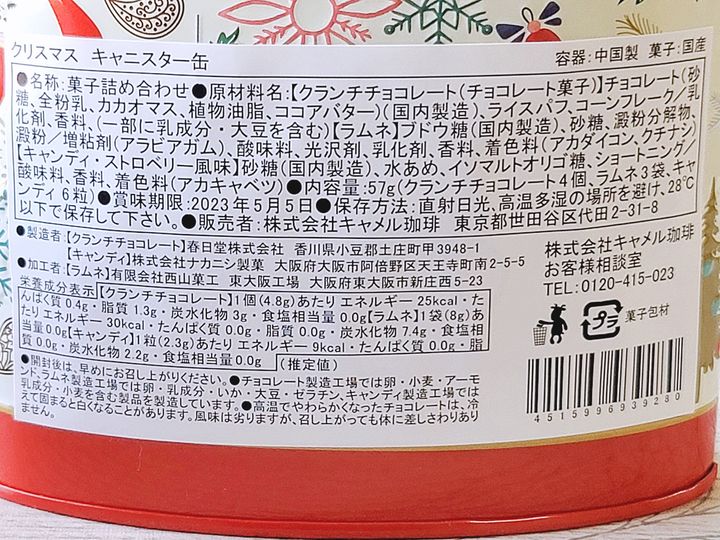 クリスマス キャニスター缶 容器:中国製 菓子:国産
●名称:菓子詰め合わせ●原材料名:【クランチチョコレート(チョコレート菓子)】チョコレート(砂
糖、全粉乳、カカオマス、植物油脂、ココアバター)(国内製造)、ライスパフ、コーンフレーク/乳
化剤、香料、(一部に乳成分・大豆を含む)【ラムネ】ブドウ糖(国内製造)、砂糖、澱粉分解物、
澱粉/増粘剤(アラビアガム)、酸味料、光沢剤、乳化剤、香料、着色料(アカダイコン、クチナシ)
【キャンディ・ストロベリー風味】砂糖(国内製造)、水あめ、イソマルトオリゴ糖、ショートニング/
酸味料、香料、着色料(アカキャベツ)●内容量:57g(クランチチョコレート4個、ラムネ3袋、キャ
ンディ6粒)●賞味期限:2023年5月5日●保存方法:直射日光、高温多湿の場所を避け、28℃
以下で保存して下さい。●販売者:株式会社キャメル珈琲 東京都世田谷区代田2-31-8
●製造者:【クランチチョコレート】春日堂株式会社 香川県小豆郡土庄町甲3948-1
【キャンディ】株式会社ナカニシ製菓 大阪府大阪市阿倍野区天王寺町南2-5-5
●加工者:【ラムネ】有限会社西山菓工 東大阪工場 大阪府東大阪市新庄西5-23
栄養成分表示【クランチチョコレート】1個(4.8g)あたり エネルギー 25kcal・た
んぱく質 0.4g・脂質 1.3g・炭水化物 3g・食塩相当量 0.0g【ラムネ】1袋(8g)あた
り エネルギー 30kcal・たんぱく質 0.0g・脂質 0.0g・炭水化物 7.4g・食塩相
当量 0.0g【キャンディ】1粒(2.3g)あたり エネルギー 9kcal・たんぱく質 0.0g・脂
質 0.0g・炭水化物 2.2g・食塩相当量 0.0g (推定値)
●開封後は、早めにお召し上がりください。●チョコレート製造工場では卵・小麦・アーモ
ンド、ラムネ製造工場では卵・乳成分・いか・大豆・ゼラチン、キャンディ製造工場では
乳成分・小麦を含む製品を製造しています。●高温でやわらかくなったチョコレートは、冷
えて固まると白くなることがあります。風味は劣りますが、召し上がっても体に差しさわりあり
ません。
株式会社キャメル珈琲
お客様相談室
TEL:0120-415-023
プラ
菓子包材
4515996939280